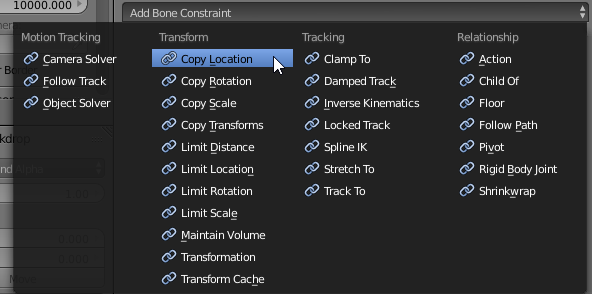 10000.000
Add Bone Constraint
Motion Tracking
Camera Solver
Follow Track
Object Solver
Transform
Copy Location
Copy Rotation
Copy Scale
Copy Transforms
Limit Distance
Limit Location
Limit Rotation
Limit Scale
Maintain Volume
Transformation
Transform Cache
Tracking
Clamp To
Damped Track
Inverse Kinematics
Locked Track
Spline IK
Stretch To
Track To
Relationship
Action
Child Of
Floor
Follow Path
Pivot
Rigid Body Joint
Shrinkwrap